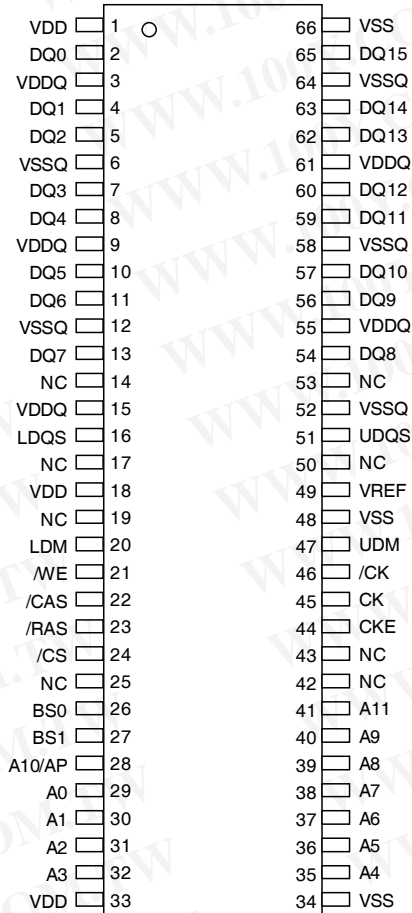 VDD 1 66 VSS
DQ0 2 65 DQ15
VDDQ 3 64 VSSQ
DQ1 4 63 DQ14
DQ2 5 62 DQ13
VSSQ 6 61 VDDQ
DQ3 7 60 DQ12
DQ4 8 59 DQ11
VDDQ 9 58 VSSQ
DQ5 10 57 DQ10
DQ6 11 56 DQ9
VSSQ 12 55 VDDQ
DQ7 13 54 DQ8
NC 14 53 NC
VDDQ 15 52 VSSQ
LDQS 16 51 UDQS
NC 17 50 NC
VDD 18 49 VREF
NC 19 48 VSS
LDM 20 47 UDM
/WE 21 46 /CK
/CAS 22 45 CK
/RAS 23 44 CKE
/CS 24 43 NC
NC 25 42 NC
BS0 26 41 A11
BS1 27 40 A9
A10/AP 28 39 A8
A0 29 38 A7
A1 30 37 A6
A2 31 36 A5
A3 32 35 A4
VDD 33 34 VSS